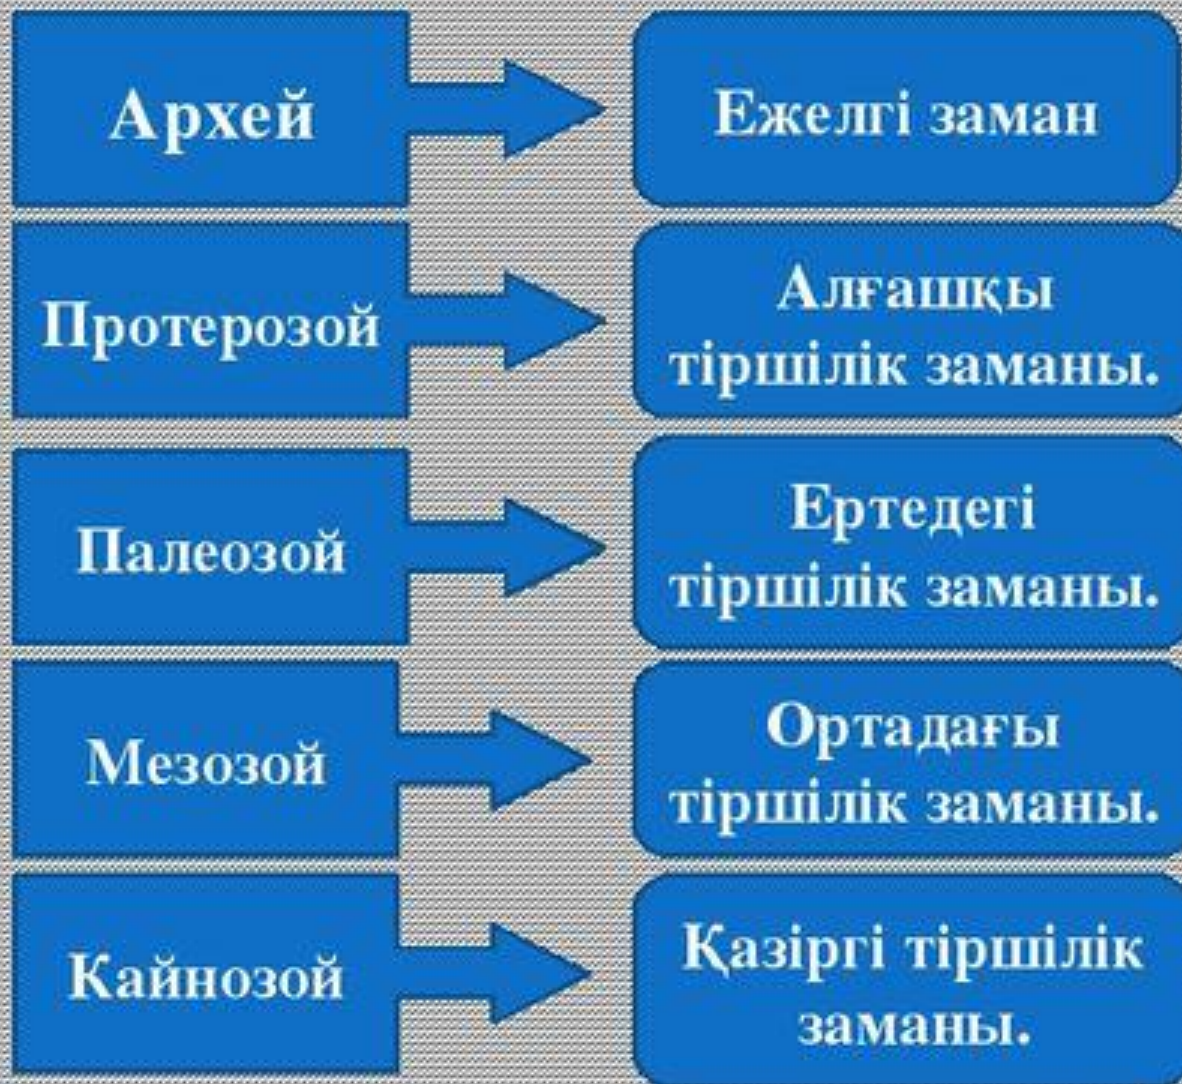 Архей
Ежелгі заман
Протерозой
Алғашқы
тіршілік заманы.
Палеозой
Ертедегі
тіршілік заманы.
Мезозой
Ортадағы
тіршілік заманы.
Кайнозой
Қазіргі тіршілік
заманы.